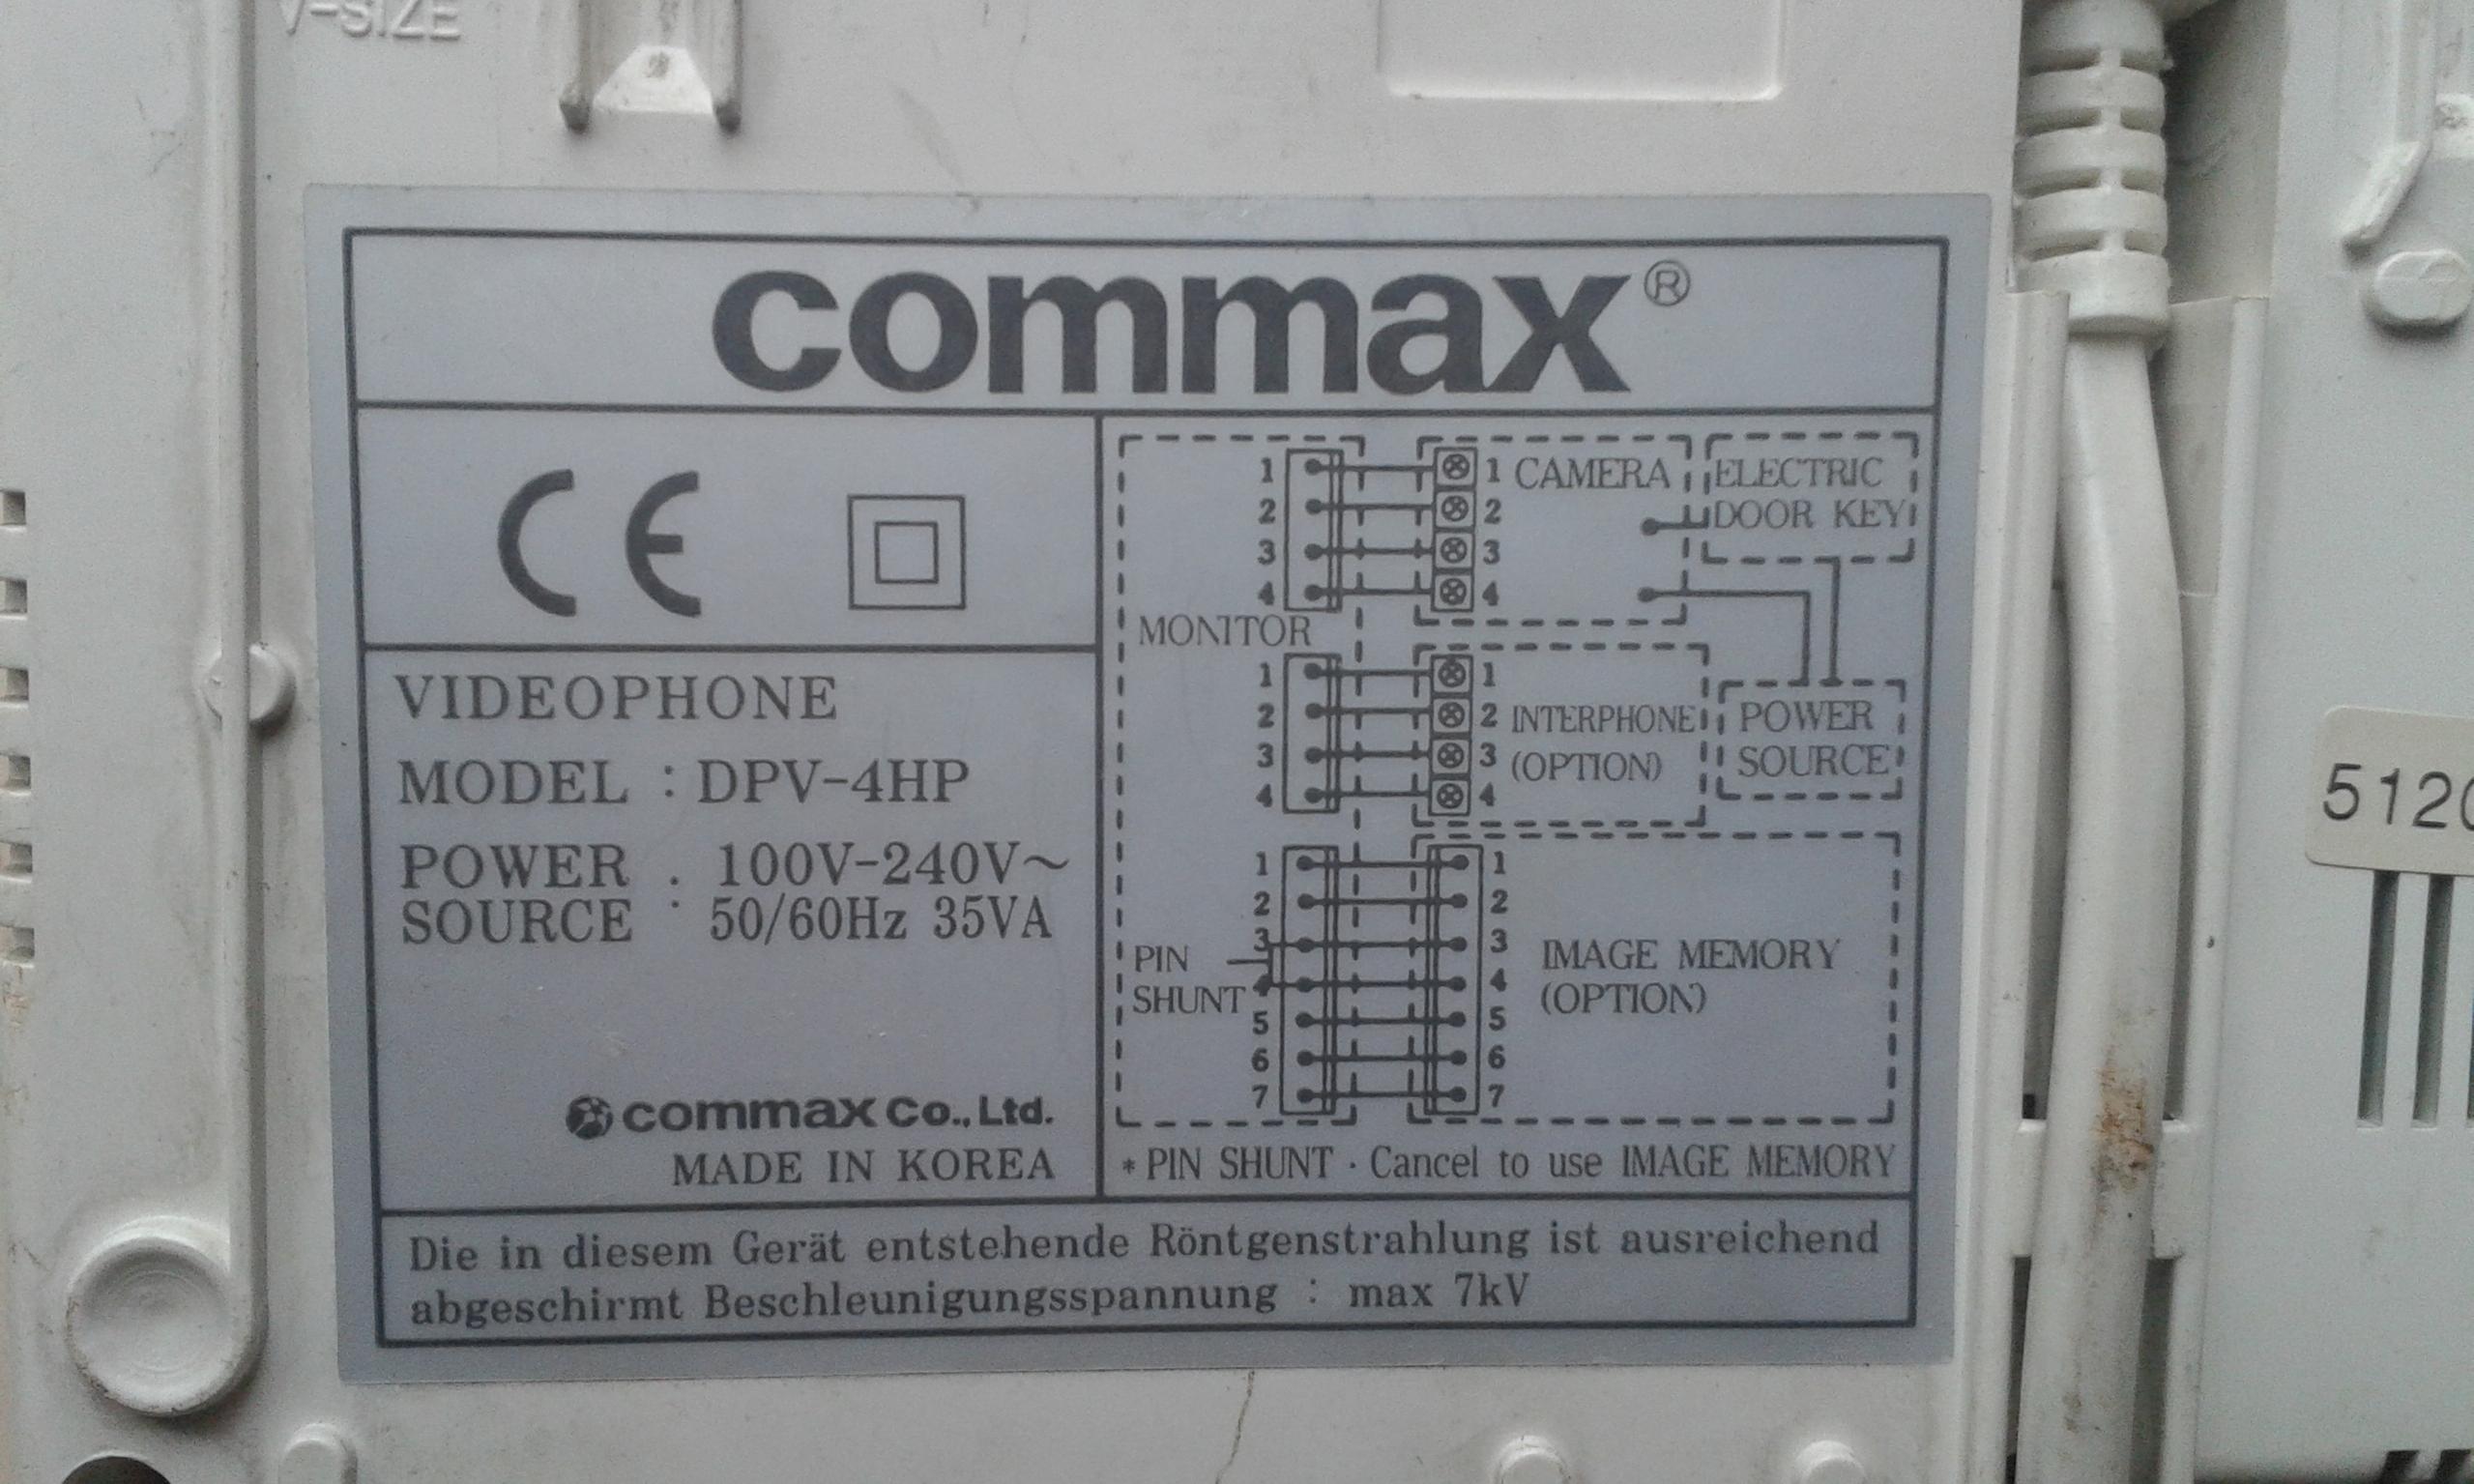 V-SIZE
commax®
CE
VIDEOPHONE
MODEL : DPV-4HP
POWER SOURCE : 100V-240V~
50/60Hz 35VA
commax Co., Ltd.
MADE IN KOREA
MONITOR
1 1 CAMERA
2 2
3 3
4 4
ELECTRIC
DOOR KEY
1 1
2 2 INTERPHONE
3 3 (OPTION)
4 4
POWER
SOURCE
PIN
SHUNT
1 1
2 2
3 3
4 4
5 5
6 6
7 7
IMAGE MEMORY
(OPTION)
* PIN SHUNT · Cancel to use IMAGE MEMORY
Die in diesem Gerät entstehende Röntgenstrahlung ist ausreichend
abgeschirmt Beschleunigungsspannung : max 7kV